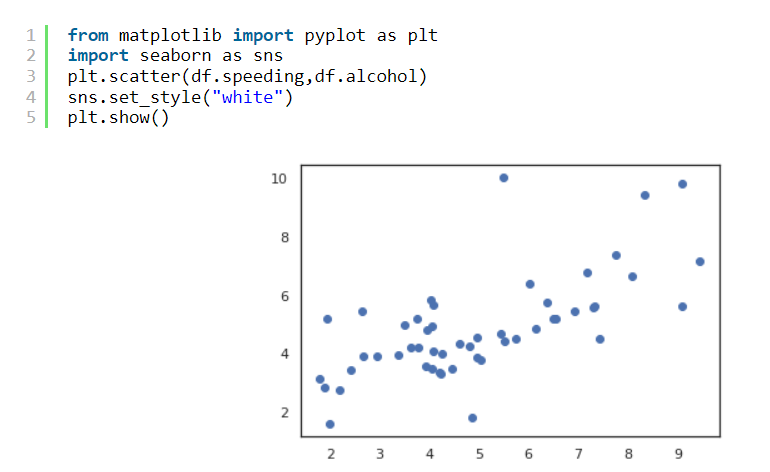 1 from matplotlib import pyplot as plt
2 import seaborn as sns
3 plt.scatter(df.speeding,df.alcohol)
4 sns.set_style("white")
5 plt.show()
10
8
6
4
2
2 3 4 5 6 7 8 9